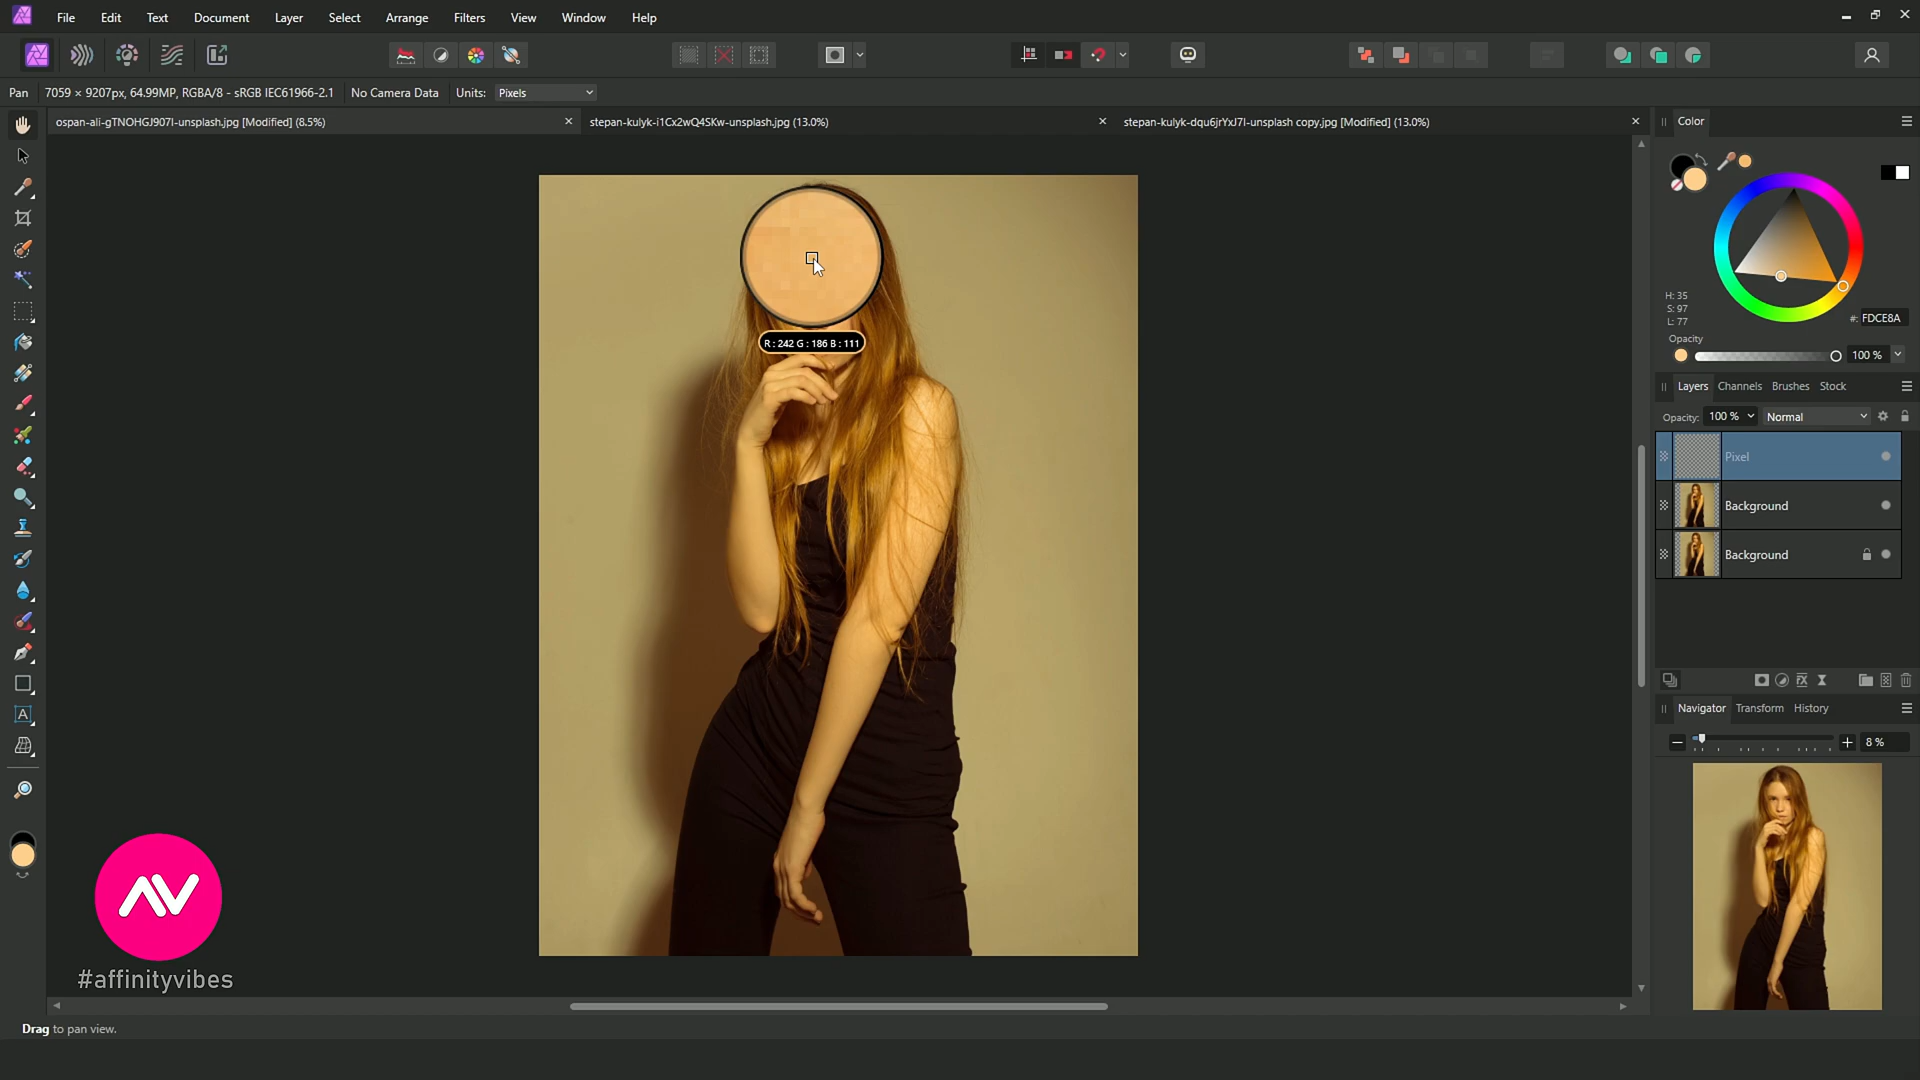 File Edit Text Document Layer Select Arrange Filters View Window Help
Pan 7059 × 9207px, 64.99MP, RGBA/8 - sRGB IEC61966-2.1 No Camera Data Units: Pixels
ospan-ali-gTNOHGJ907I-unsplash.jpg [Modified] (8.5%) stepan-kulyk-i1Cx2wQ4SKw-unsplash.jpg (13.0%) stepan-kulyk-dqu6jrYxJ7I-unsplash copy.jpg [Modified] (13.0%)
Color
H: 35
S: 97
L: 77
#: FDCE8A
Opacity
100 %
R : 242 G : 186 B : 111
Layers Channels Brushes Stock
Opacity: 100 % Normal
Pixel
Background
Background
fx
Navigator Transform History
8 %
A
AV
#affinityvibes
Drag to pan view.